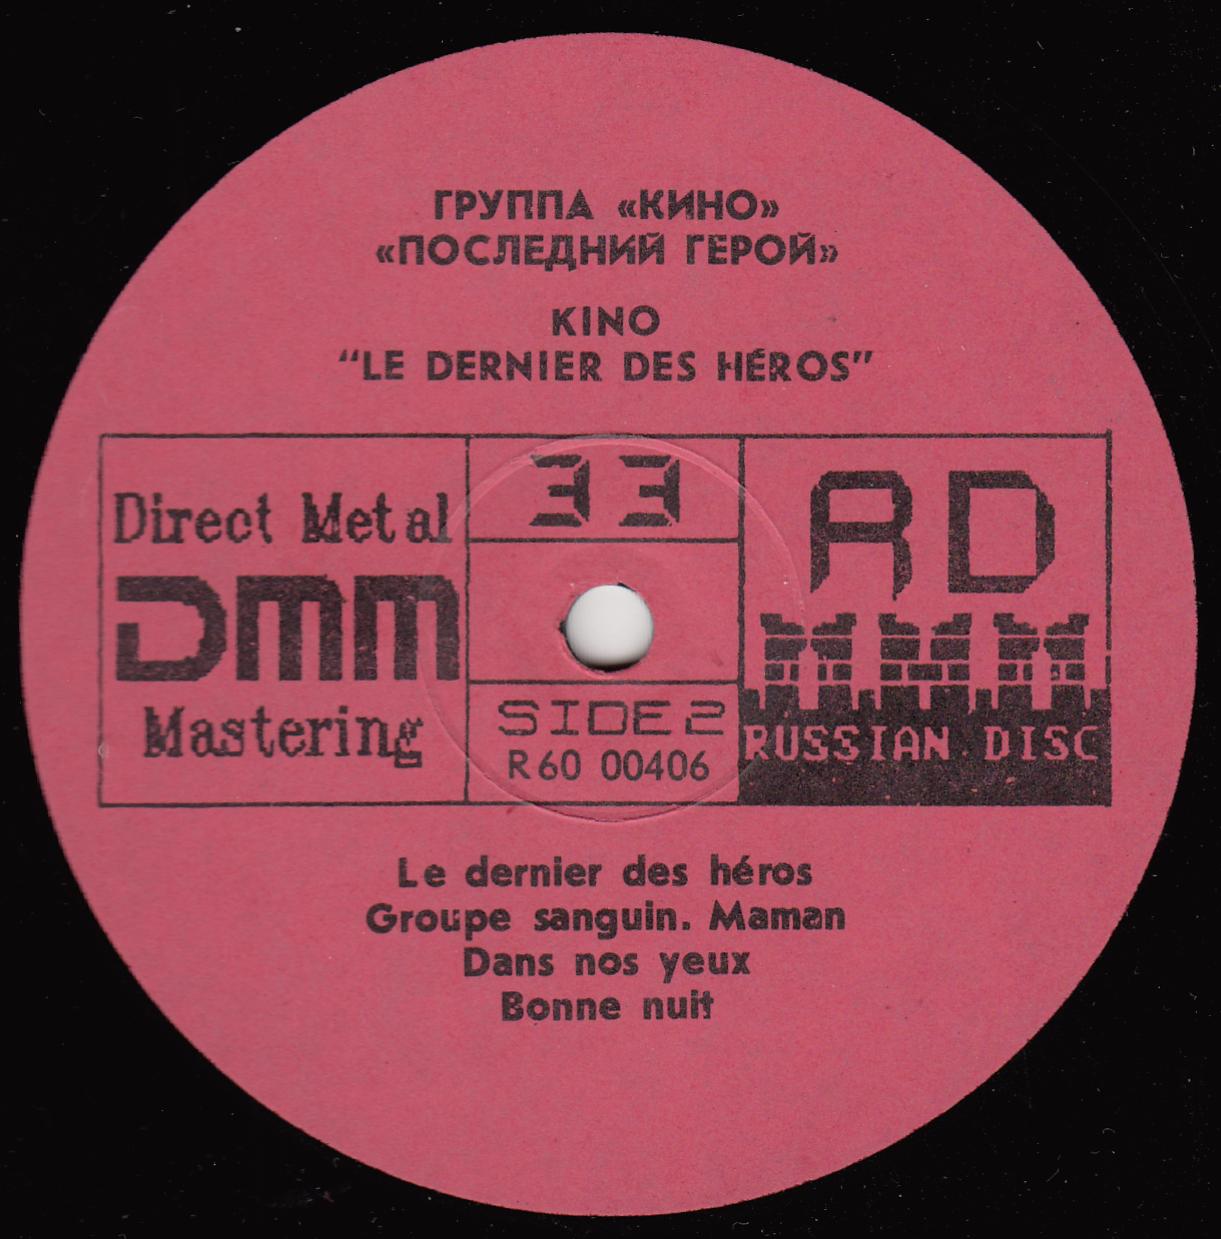 ГРУППА «КИНО»
«ПОСЛЕДНИЙ ГЕРОЙ»
KINO
“LE DERNIER DES HÉROS”
Direct Metal
DMM
Mastering
33
SIDE 2
R 60 00406
RD
RUSSIAN DISC
Le dernier des héros
Groupe sanguin. Maman
Dans nos yeux
Bonne nuit